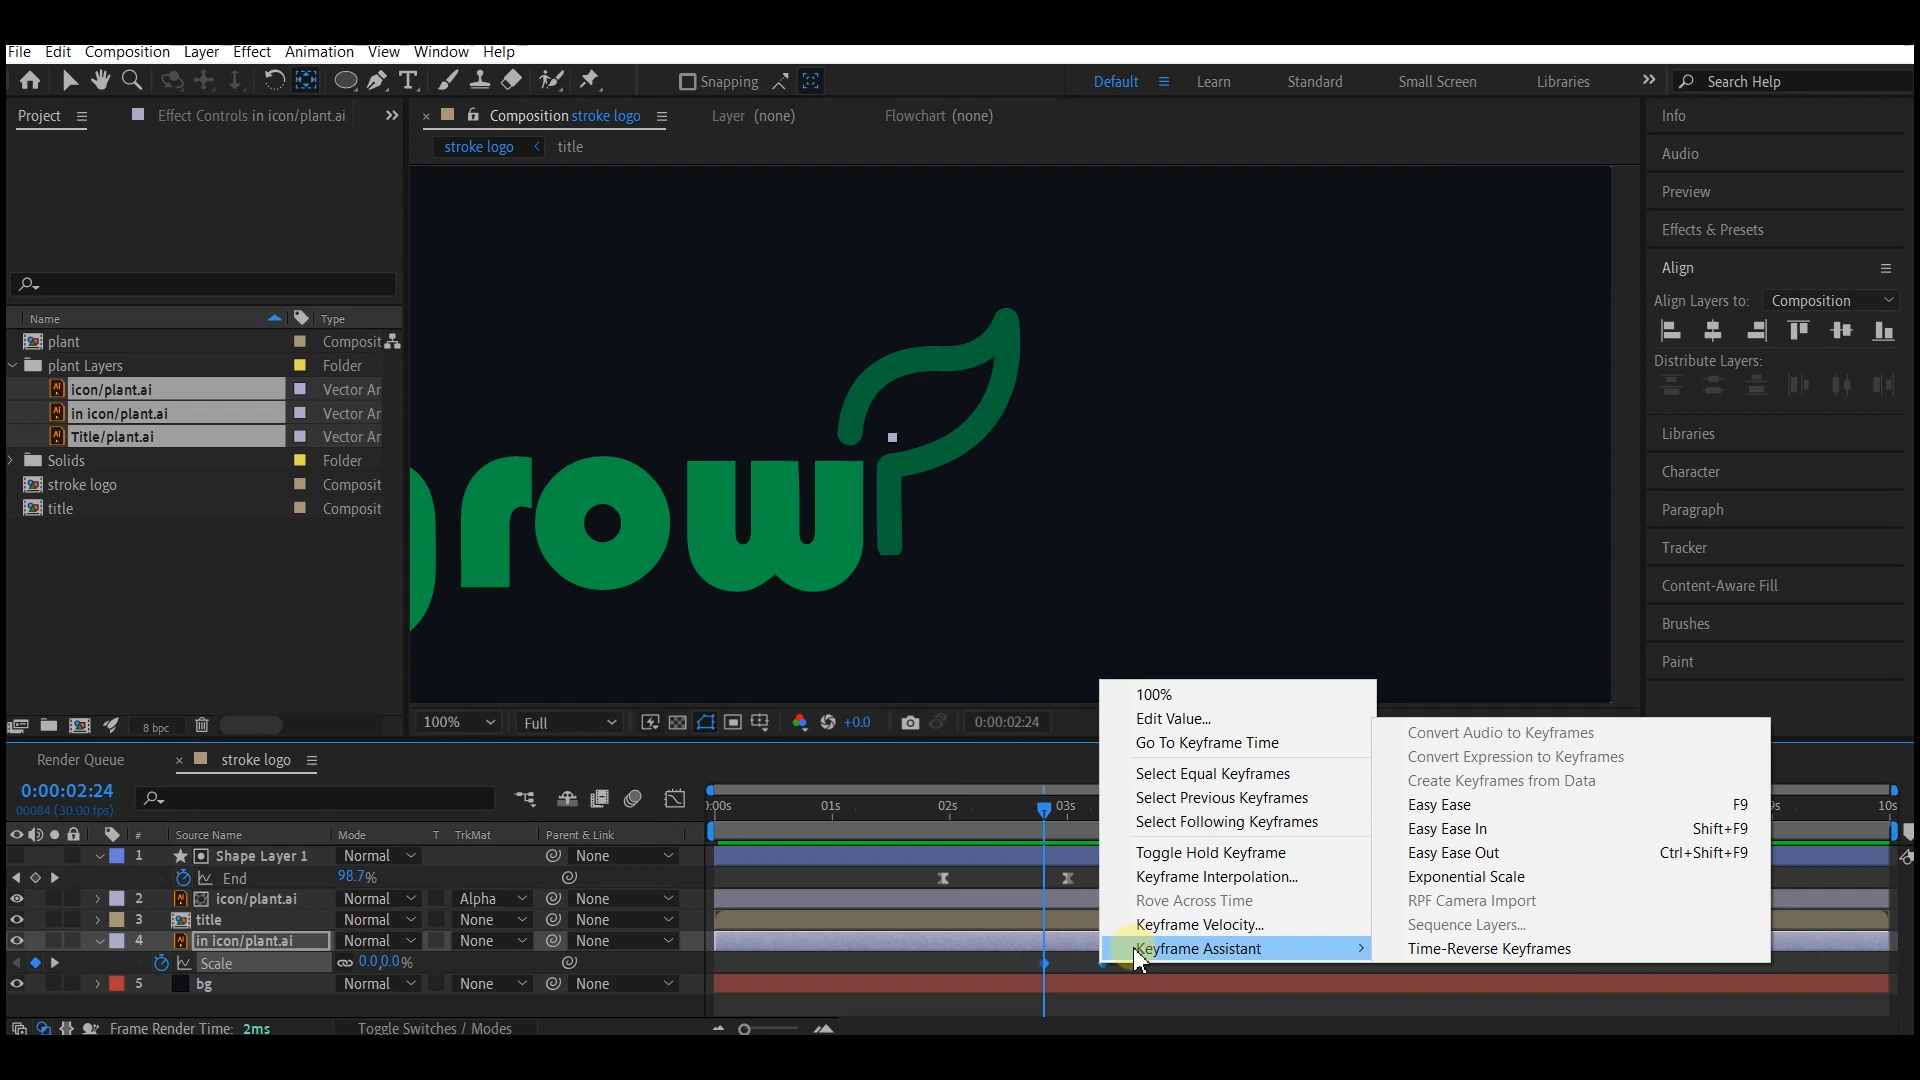 File Edit Composition Layer Effect Animation View Window Help
Snapping Default Learn Standard Small Screen Libraries Search Help
Project Effect Controls in icon/plant.ai Composition stroke logo Layer (none) Flowchart (none)
stroke logo title
Info
Audio
Preview
Effects & Presets
Align
Align Layers to: Composition
Distribute Layers:
Libraries
Character
Paragraph
Tracker
Content-Aware Fill
Brushes
Paint
Name Type
plant Composit
plant Layers Folder
icon/plant.ai Vector Ar
in icon/plant.ai Vector Ar
Title/plant.ai Vector Ar
Solids Folder
stroke logo Composit
title Composit
8 bpc
row
100% Full +0.0 0:00:02:24
Render Queue stroke logo
0:00:02:24
00084 (30.00 fps)
# Source Name Mode T TrkMat Parent & Link
1 Shape Layer 1 Normal None
End 98.7%
2 icon/plant.ai Normal Alpha None
3 title Normal None None
4 in icon/plant.ai Normal None None
Scale 0.0,0.0%
5 bg Normal None None
Frame Render Time: 2ms Toggle Switches / Modes
:00s 01s 02s 03s 9s 10s
100%
Edit Value...
Go To Keyframe Time
Select Equal Keyframes
Select Previous Keyframes
Select Following Keyframes
Toggle Hold Keyframe
Keyframe Interpolation...
Rove Across Time
Keyframe Velocity...
Keyframe Assistant
Convert Audio to Keyframes
Convert Expression to Keyframes
Create Keyframes from Data
Easy Ease F9
Easy Ease In Shift+F9
Easy Ease Out Ctrl+Shift+F9
Exponential Scale
RPF Camera Import
Sequence Layers...
Time-Reverse Keyframes